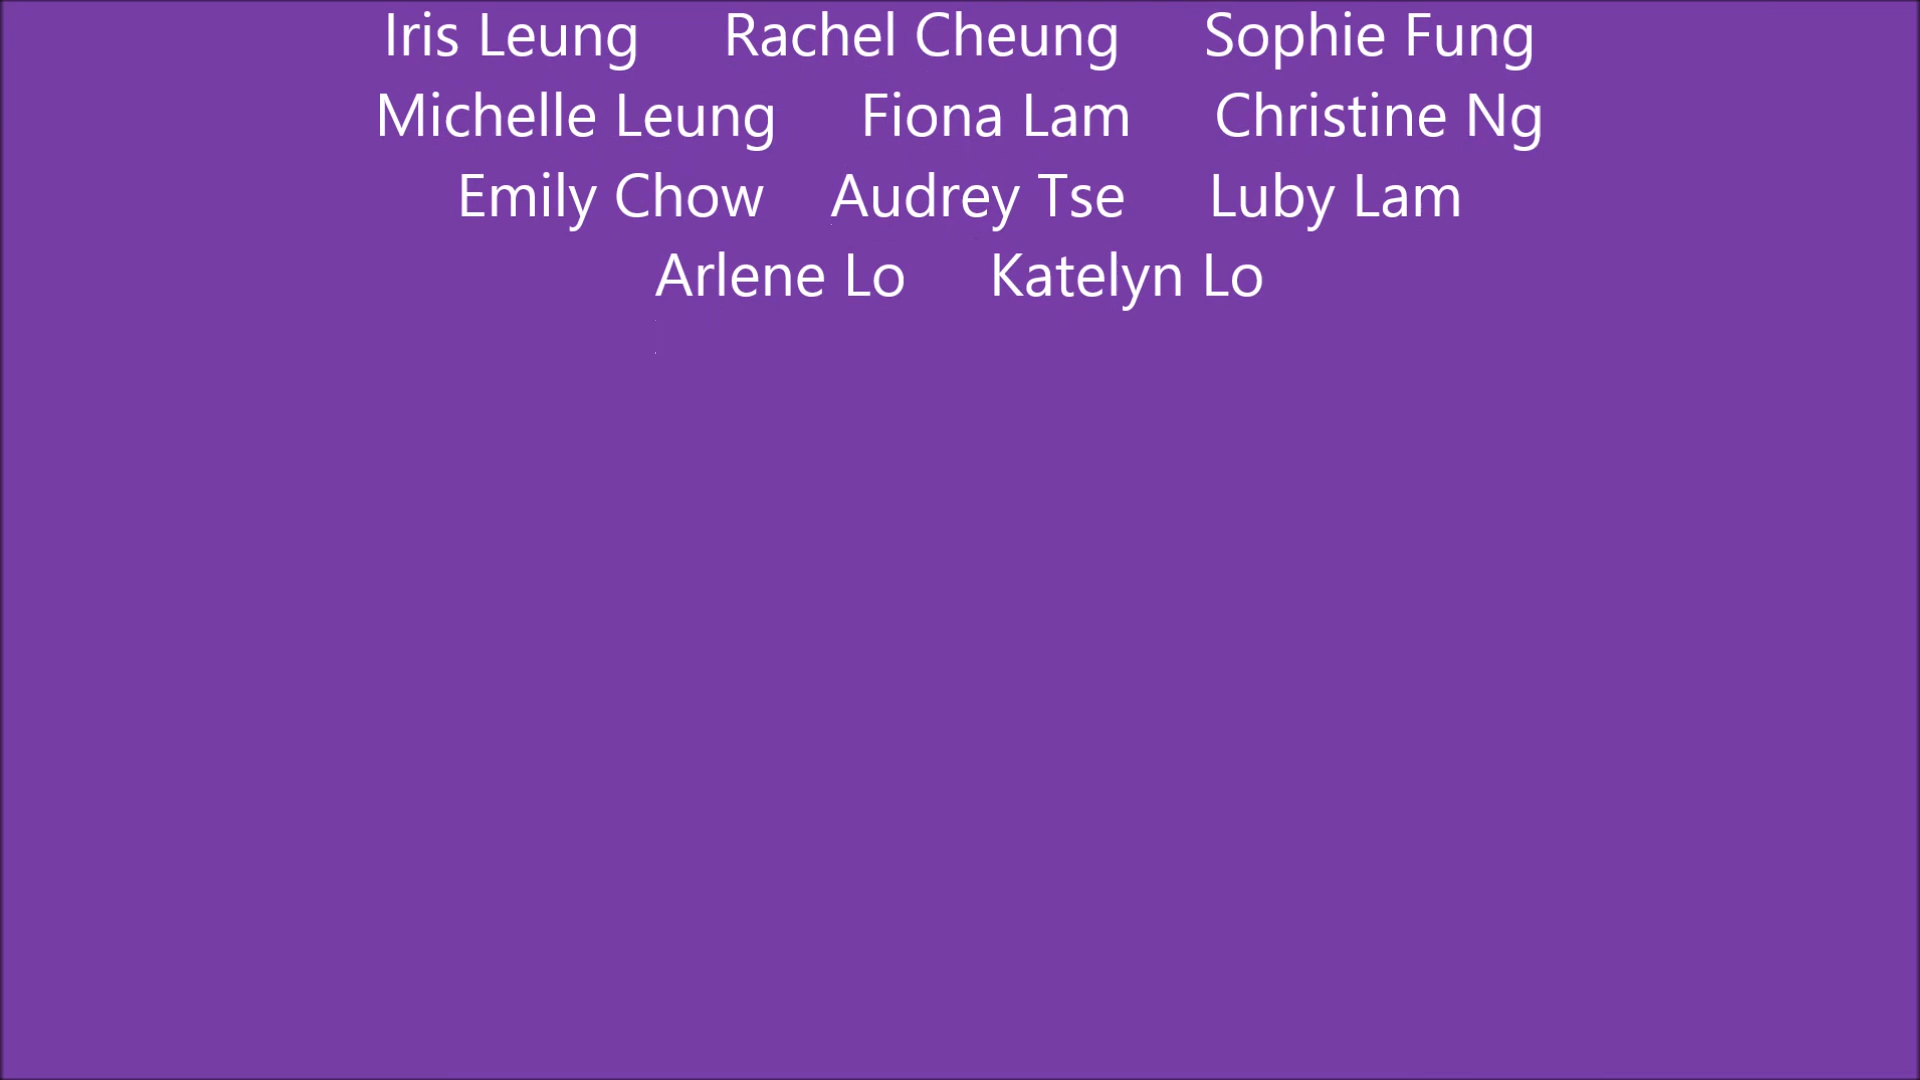 Iris Leung Rachel Cheung Sophie Fung
Michelle Leung Fiona Lam Christine Ng
Emily Chow Audrey Tse Luby Lam
Arlene Lo Katelyn Lo